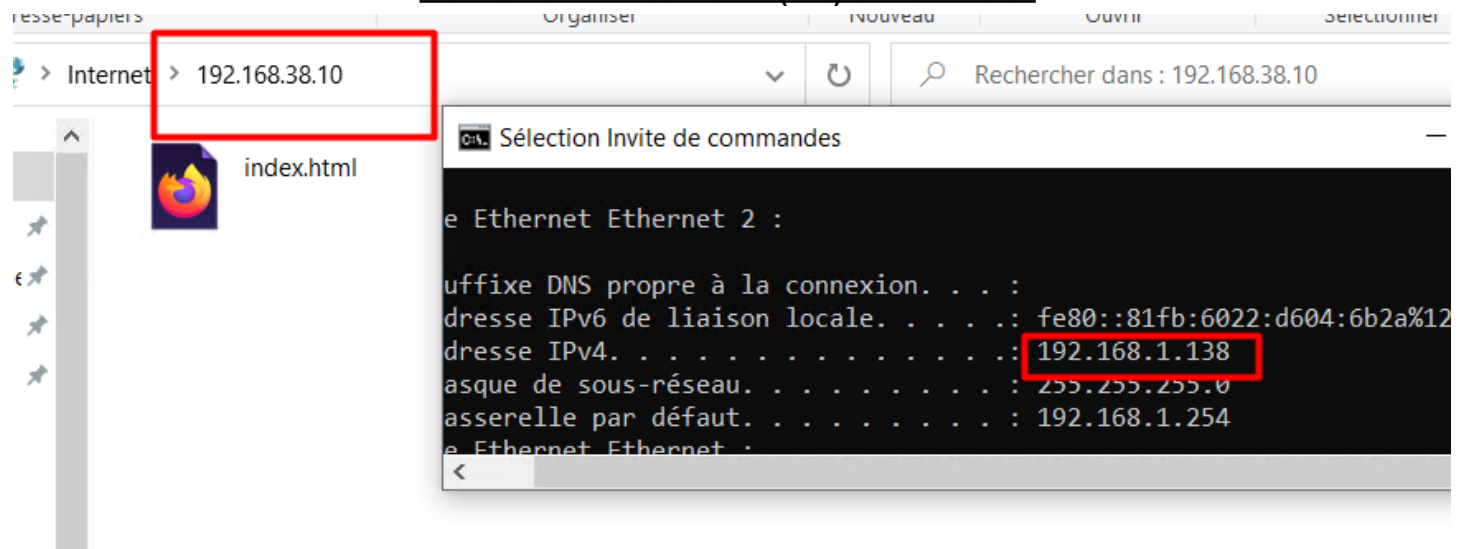 resse-papiers Organiser Nouveau Ouvrir Sélectionner
> Internet > 192.168.38.10
Rechercher dans : 192.168.38.10
index.html
Sélection Invite de commandes
e Ethernet Ethernet 2 :
uffixe DNS propre à la connexion. . . :
dresse IPv6 de liaison locale. . . . .: fe80::81fb:6022:d604:6b2a%12
dresse IPv4. . . . . . . . . . . . . .: 192.168.1.138
asque de sous-réseau. . . . . . . . . : 255.255.255.0
asserelle par défaut. . . . . . . . . : 192.168.1.254
e Ethernet Ethernet :